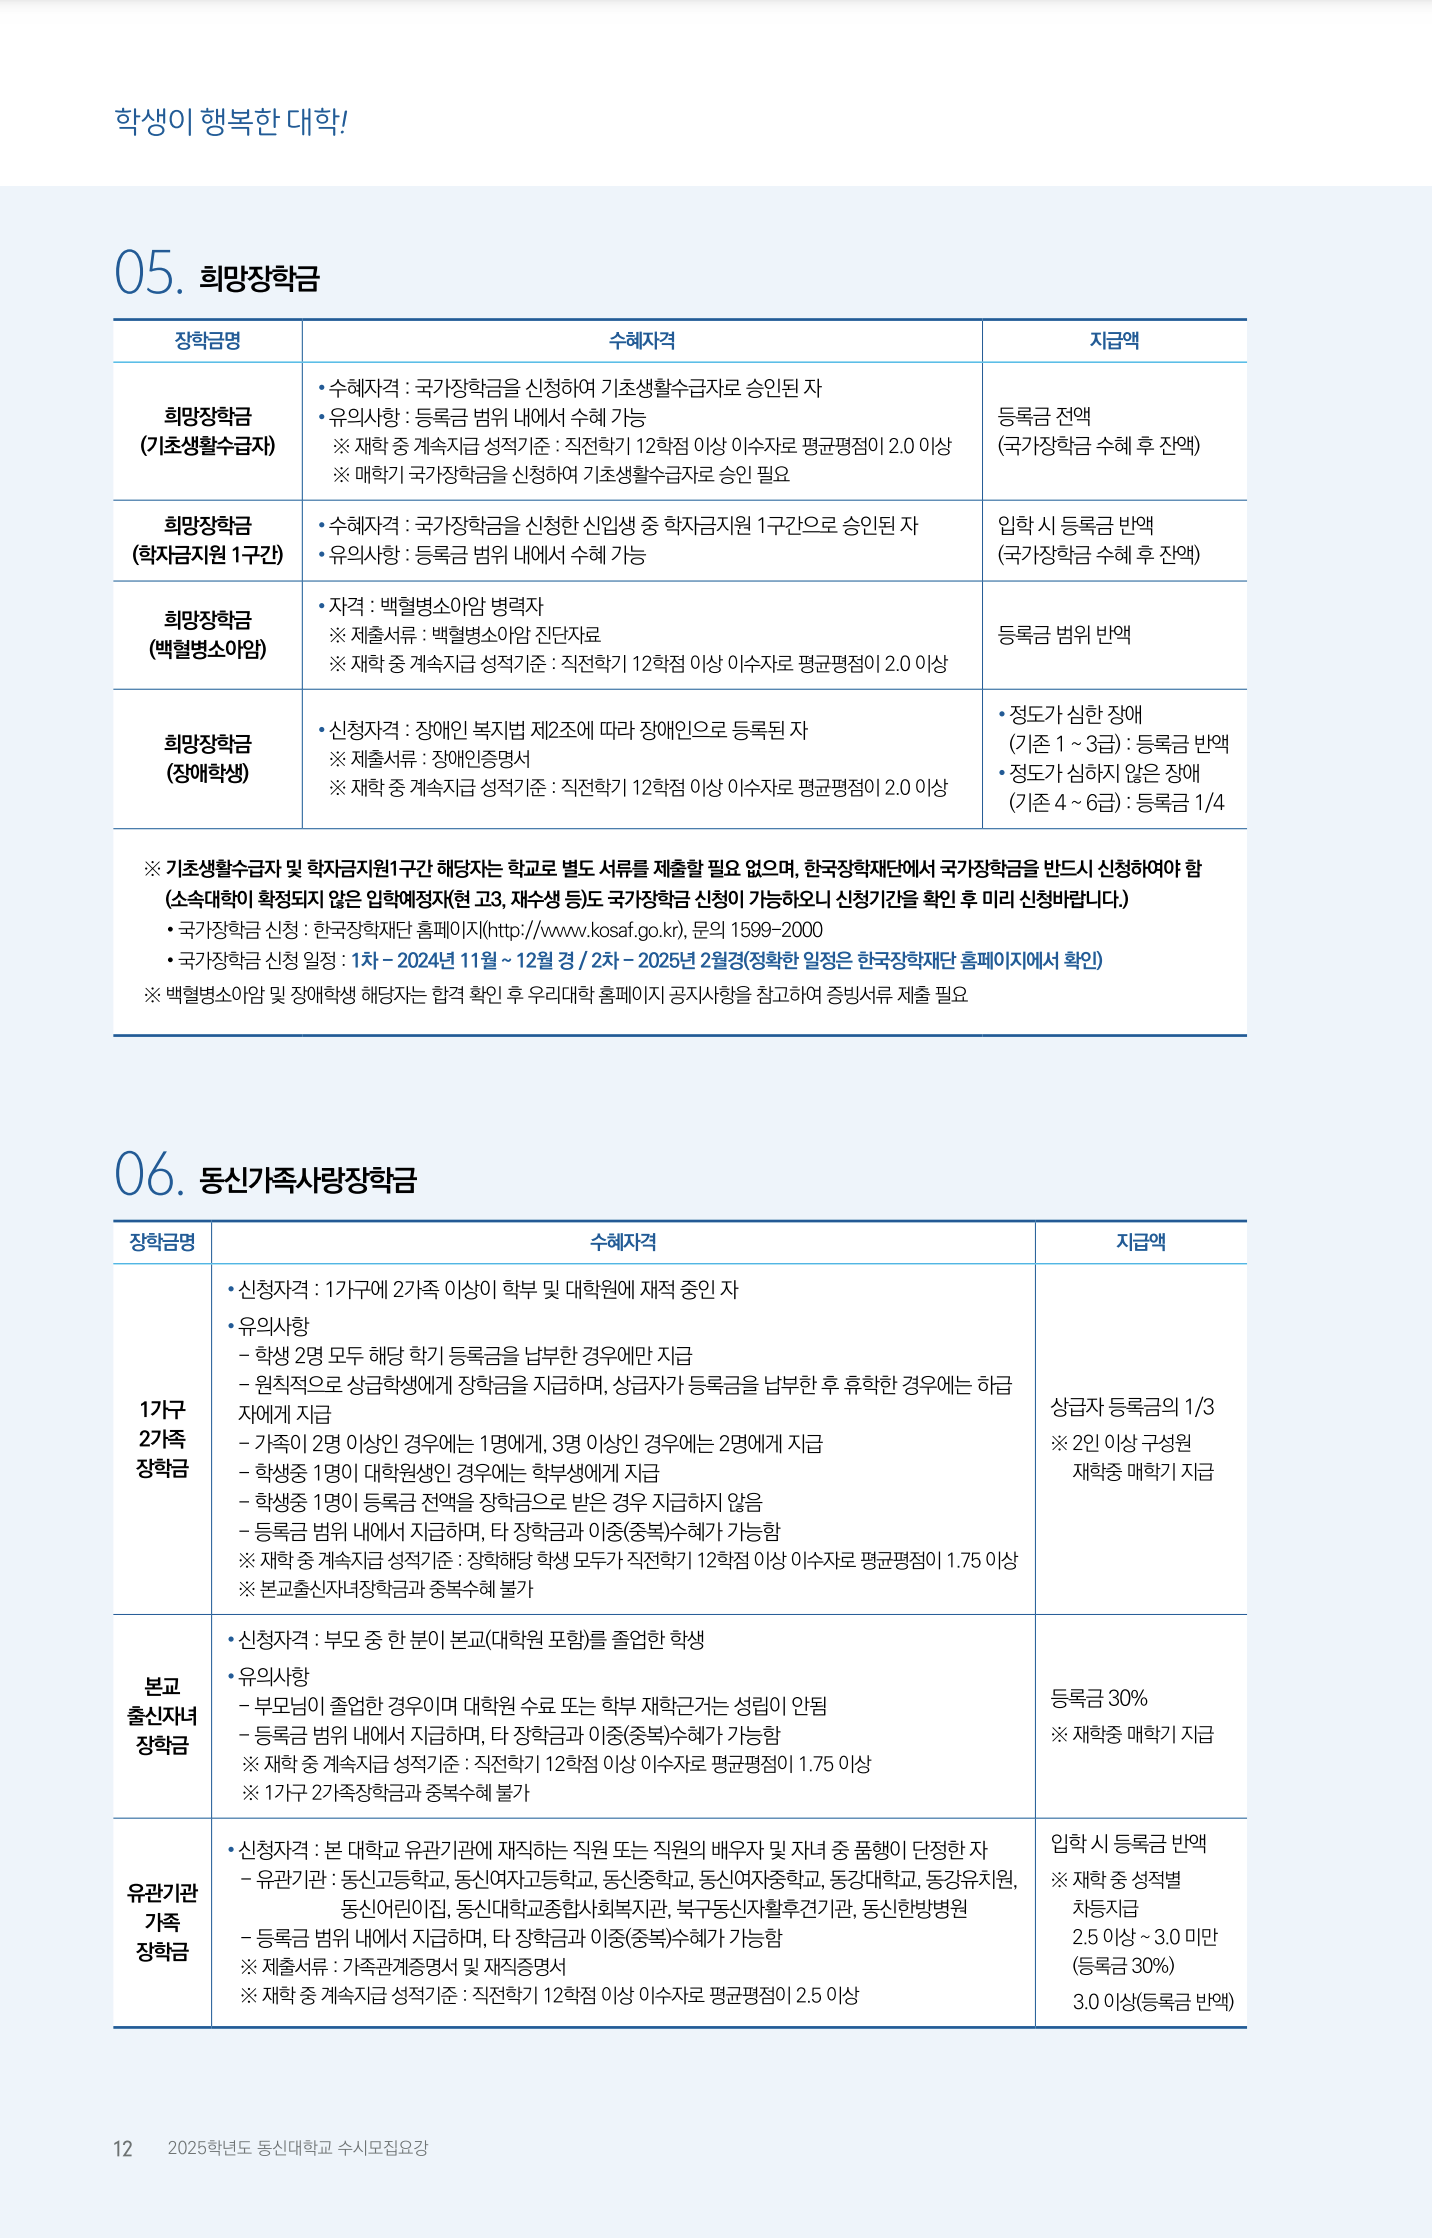 학생이 행복한 대학!
05. 희망장학금
장학금명 수혜자격 지급액
희망장학금
(기초생활수급자)
• 수혜자격 : 국가장학금을 신청하여 기초생활수급자로 승인된 자
• 유의사항 : 등록금 범위 내에서 수혜 가능
※ 재학 중 계속지급 성적기준 : 직전학기 12학점 이상 이수자로 평균평점이 2.0 이상
※ 매학기 국가장학금을 신청하여 기초생활수급자로 승인 필요
등록금 전액
(국가장학금 수혜 후 잔액)
희망장학금
(학자금지원 1구간)
• 수혜자격 : 국가장학금을 신청한 신입생 중 학자금지원 1구간으로 승인된 자
• 유의사항 : 등록금 범위 내에서 수혜 가능
입학 시 등록금 반액
(국가장학금 수혜 후 잔액)
희망장학금
(백혈병소아암)
• 자격 : 백혈병소아암 병력자
※ 제출서류 : 백혈병소아암 진단자료
※ 재학 중 계속지급 성적기준 : 직전학기 12학점 이상 이수자로 평균평점이 2.0 이상
등록금 범위 반액
희망장학금
(장애학생)
• 신청자격 : 장애인 복지법 제2조에 따라 장애인으로 등록된 자
※ 제출서류 : 장애인증명서
※ 재학 중 계속지급 성적기준 : 직전학기 12학점 이상 이수자로 평균평점이 2.0 이상
• 정도가 심한 장애
(기존 1 ~ 3급) : 등록금 반액
• 정도가 심하지 않은 장애
(기존 4 ~ 6급) : 등록금 1/4
※ 기초생활수급자 및 학자금지원1구간 해당자는 학교로 별도 서류를 제출할 필요 없으며, 한국장학재단에서 국가장학금을 반드시 신청하여야 함
(소속대학이 확정되지 않은 입학예정자(현 고3, 재수생 등)도 국가장학금 신청이 가능하오니 신청기간을 확인 후 미리 신청바랍니다.)
• 국가장학금 신청 : 한국장학재단 홈페이지(http://www.kosaf.go.kr), 문의 1599-2000
• 국가장학금 신청 일정 : 1차 - 2024년 11월 ~ 12월 경 / 2차 - 2025년 2월경(정확한 일정은 한국장학재단 홈페이지에서 확인)
※ 백혈병소아암 및 장애학생 해당자는 합격 확인 후 우리대학 홈페이지 공지사항을 참고하여 증빙서류 제출 필요
06. 동신가족사랑장학금
장학금명 수혜자격 지급액
1가구
2가족
장학금
• 신청자격 : 1가구에 2가족 이상이 학부 및 대학원에 재적 중인 자
• 유의사항
- 학생 2명 모두 해당 학기 등록금을 납부한 경우에만 지급
- 원칙적으로 상급학생에게 장학금을 지급하며, 상급자가 등록금을 납부한 후 휴학한 경우에는 하급
자에게 지급
- 가족이 2명 이상인 경우에는 1명에게, 3명 이상인 경우에는 2명에게 지급
- 학생중 1명이 대학원생인 경우에는 학부생에게 지급
- 학생중 1명이 등록금 전액을 장학금으로 받은 경우 지급하지 않음
- 등록금 범위 내에서 지급하며, 타 장학금과 이중(중복)수혜가 가능함
※ 재학 중 계속지급 성적기준 : 장학해당 학생 모두가 직전학기 12학점 이상 이수자로 평균평점이 1.75 이상
※ 본교출신자녀장학금과 중복수혜 불가
상급자 등록금의 1/3
※ 2인 이상 구성원
재학중 매학기 지급
본교
출신자녀
장학금
• 신청자격 : 부모 중 한 분이 본교(대학원 포함)를 졸업한 학생
• 유의사항
- 부모님이 졸업한 경우이며 대학원 수료 또는 학부 재학근거는 성립이 안됨
- 등록금 범위 내에서 지급하며, 타 장학금과 이중(중복)수혜가 가능함
※ 재학 중 계속지급 성적기준 : 직전학기 12학점 이상 이수자로 평균평점이 1.75 이상
※ 1가구 2가족장학금과 중복수혜 불가
등록금 30%
※ 재학중 매학기 지급
유관기관
가족
장학금
• 신청자격 : 본 대학교 유관기관에 재직하는 직원 또는 직원의 배우자 및 자녀 중 품행이 단정한 자
- 유관기관 : 동신고등학교, 동신여자고등학교, 동신중학교, 동신여자중학교, 동강대학교, 동강유치원,
동신어린이집, 동신대학교종합사회복지관, 북구동신자활후견기관, 동신한방병원
- 등록금 범위 내에서 지급하며, 타 장학금과 이중(중복)수혜가 가능함
※ 제출서류 : 가족관계증명서 및 재직증명서
※ 재학 중 계속지급 성적기준 : 직전학기 12학점 이상 이수자로 평균평점이 2.5 이상
입학 시 등록금 반액
※ 재학 중 성적별
차등지급
2.5 이상 ~ 3.0 미만
(등록금 30%)
3.0 이상(등록금 반액)
12 2025학년도 동신대학교 수시모집요강